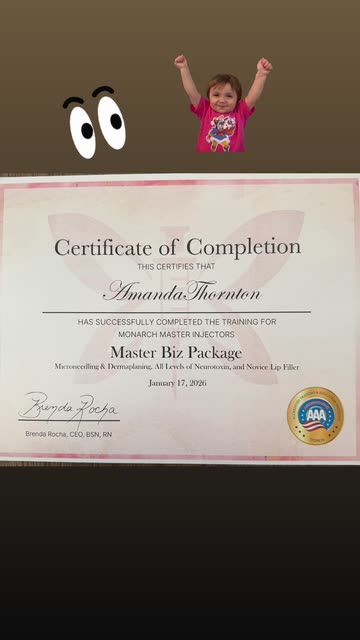 Certificate of Completion
THIS CERTIFIES THAT
AmandaThornton
HAS SUCCESSFULLY COMPLETED THE TRAINING FOR
MONARCH MASTER INJECTORS
Master Biz Package
Microneedling & Dermaplaning, All Levels of Neurotoxin, and Novice Lip Filler
January 17, 2026
Brenda Rocha
Brenda Rocha, CEO, BSN, RN
AAA